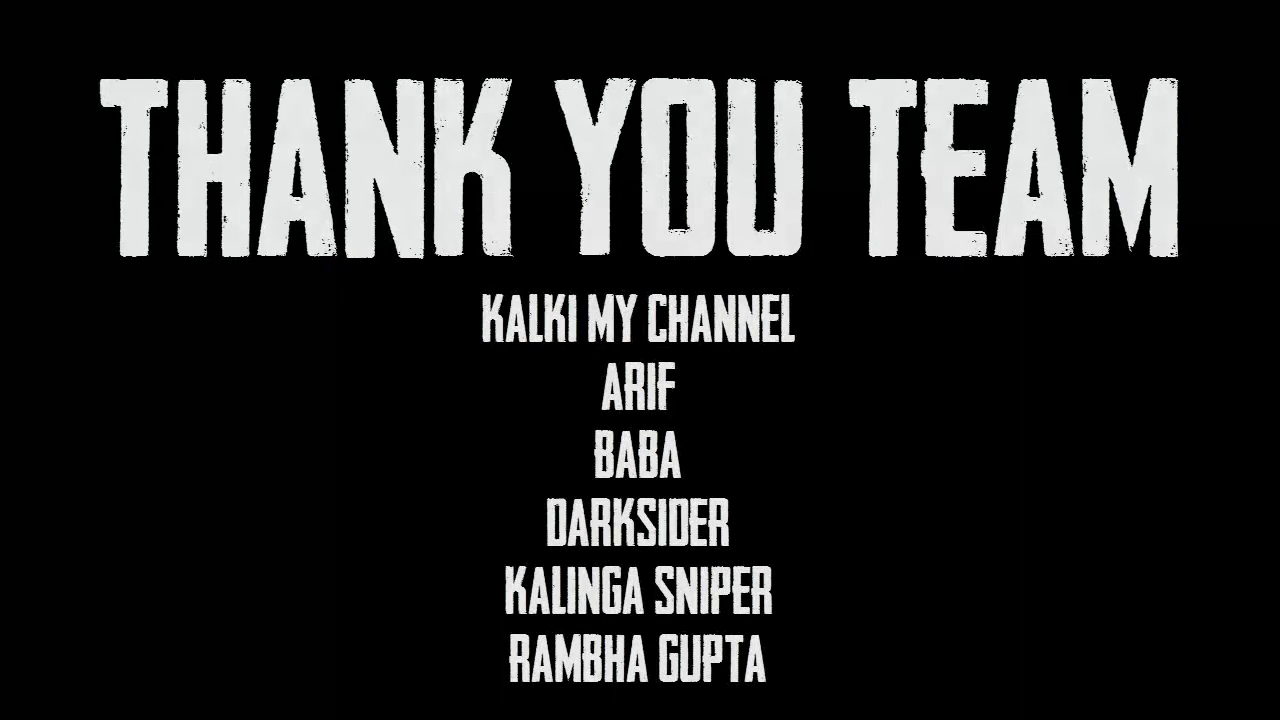 THANK YOU TEAM
KALKI MY CHANNEL
ARIF
BABA
DARKSIDER
KALINGA SNIPER
RAMBHA GUPTA